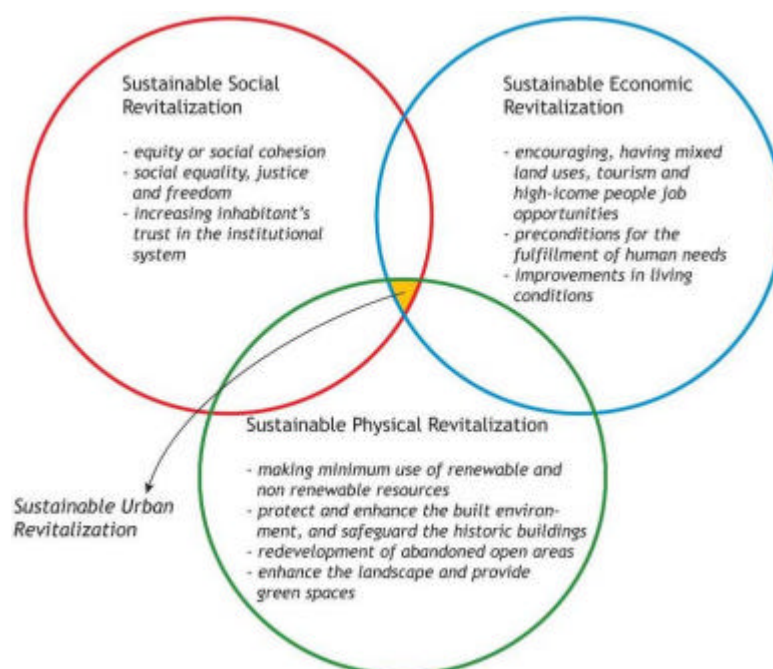 Sustainable Social
Revitalization
- equity or social cohesion
- social equality, justice
and freedom
- increasing inhabitant's
trust in the institutional
system
Sustainable Economic
Revitalization
- encouraging, having mixed
land uses, tourism and
high-icome people job
opportunities
- preconditions for the
fulfillment of human needs
- improvements in living
conditions
Sustainable Physical Revitalization
- making minimum use of renewable and
non renewable resources
- protect and enhance the built environ-
ment, and safeguard the historic buildings
- redevelopment of abandoned open areas
- enhance the landscape and provide
green spaces
Sustainable Urban
Revitalization